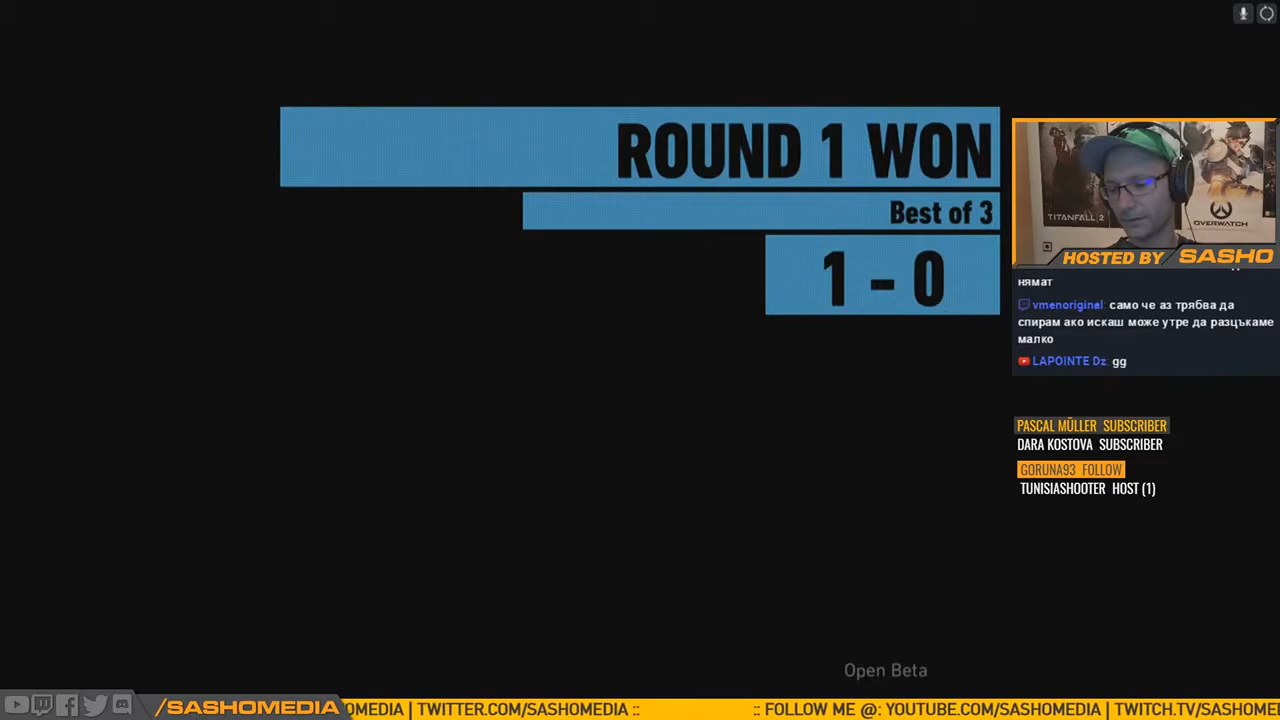 ROUND 1 WON
Best of 3
1 - 0
TITANFALL 2
OVERWATCH
HOSTED BY SASHO
нямат
vmenoriginal само че аз трябва да
спирам ако искаш може утре да разцъкаме
малко
LAPOINTE Dz: gg
PASCAL MÜLLER SUBSCRIBER
DARA KOSTOVA SUBSCRIBER
GORUNA93 FOLLOW
TUNISIASHOOTER HOST (1)
Open Beta
/SASHOMEDIA
OMEDIA | TWITTER.COM/SASHOMEDIA :: :: FOLLOW ME @: YOUTUBE.COM/SASHOMEDIA | TWITCH.TV/SASHOME